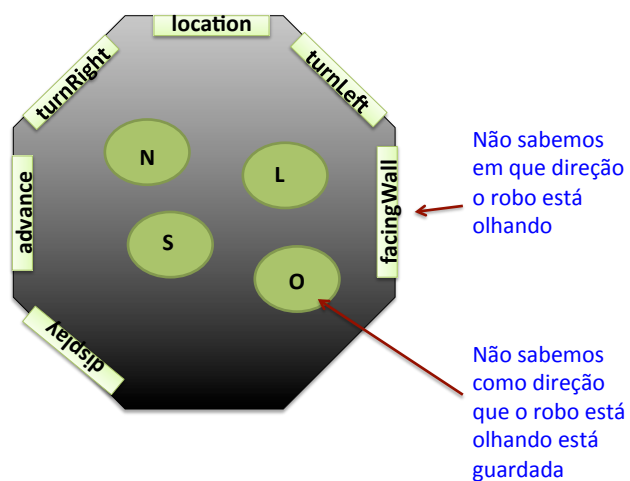 location
turnRight
turnLeft
N
L
advance
facingWall
S
O
display
Não sabemos
em que direção
o robo está
olhando
Não sabemos
como direção
que o robo está
olhando está
guardada